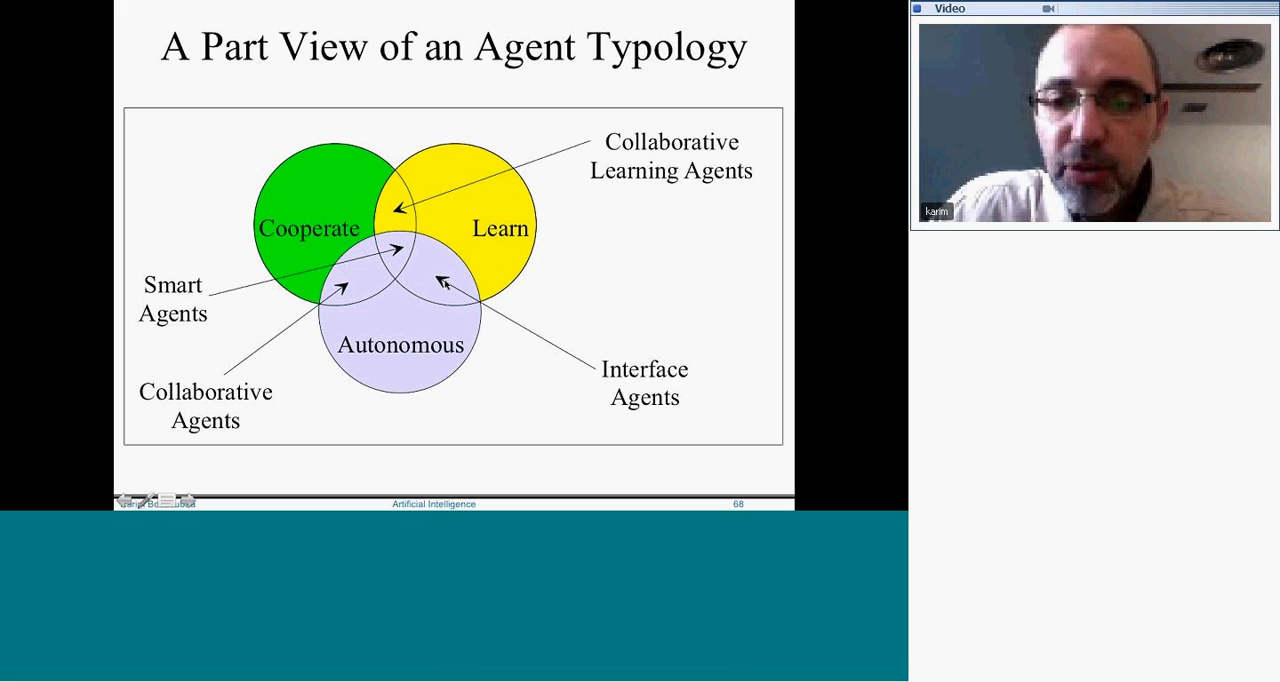 A Part View of an Agent Typology
Collaborative
Learning Agents
Cooperate
Learn
Smart
Agents
Autonomous
Interface
Agents
Collaborative
Agents
Artificial Intelligence
68
Video
karim